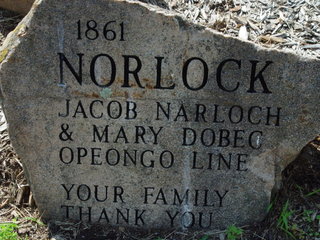 1861
NORLOCK
JACOB NARLOCH
& MARY DOBEC
OPEONGO LINE
YOUR FAMILY
THANK YOU